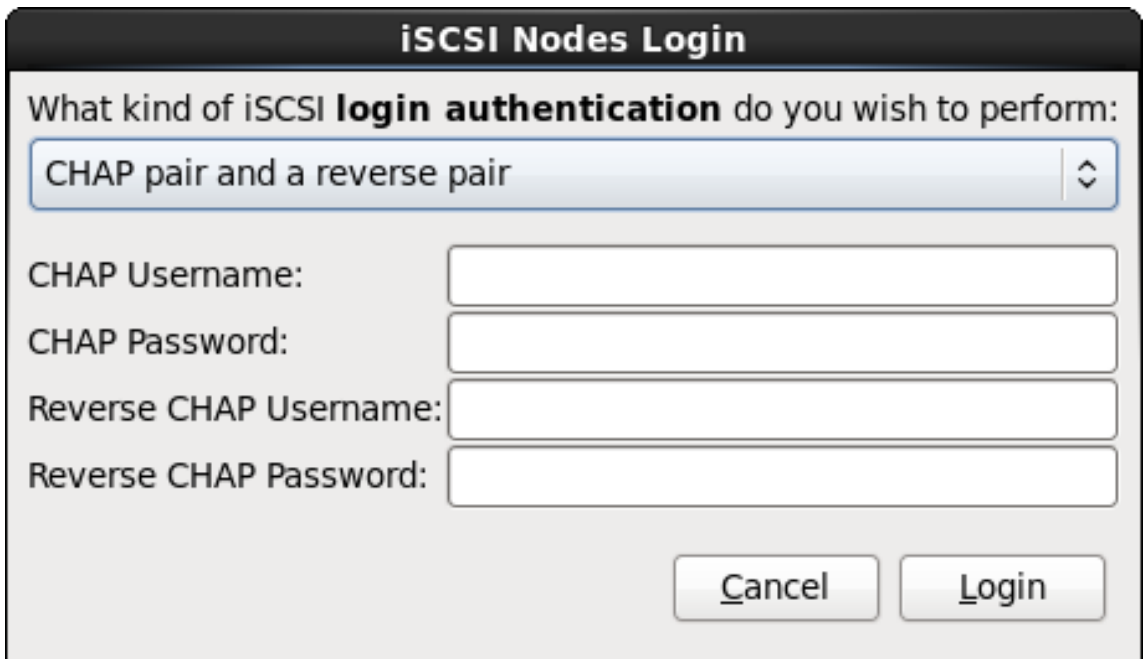 iSCSI Nodes Login
What kind of iSCSI login authentication do you wish to perform:
CHAP pair and a reverse pair
CHAP Username:
CHAP Password:
Reverse CHAP Username:
Reverse CHAP Password:
Cancel Login